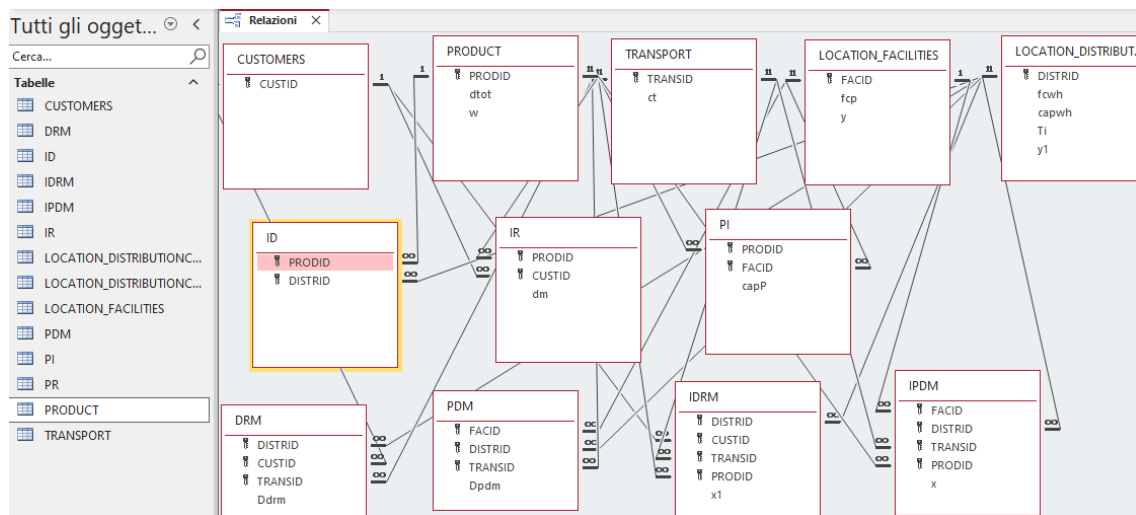 Tutti gli ogget...
Cerca...
Tabelle
CUSTOMERS
DRM
ID
IDRM
IPDM
IR
LOCATION_DISTRIBUTIONC...
LOCATION_DISTRIBUTIONC...
LOCATION_FACILITIES
PDM
PI
PR
PRODUCT
TRANSPORT
Relazioni
CUSTOMERS
CUSTID
PRODUCT
PRODID
dtot
w
TRANSPORT
TRANSID
ct
LOCATION_FACILITIES
FACID
fcp
y
LOCATION_DISTRIBUT...
DISTRID
fcwh
capwh
Ti
y1
ID
PRODID
DISTRID
IR
PRODID
CUSTID
dm
PI
PRODID
FACID
capP
DRM
DISTRID
CUSTID
TRANSID
Ddrm
PDM
FACID
DISTRID
TRANSID
Dpdm
IDRM
DISTRID
CUSTID
TRANSID
PRODID
x1
IPDM
FACID
DISTRID
TRANSID
PRODID
x